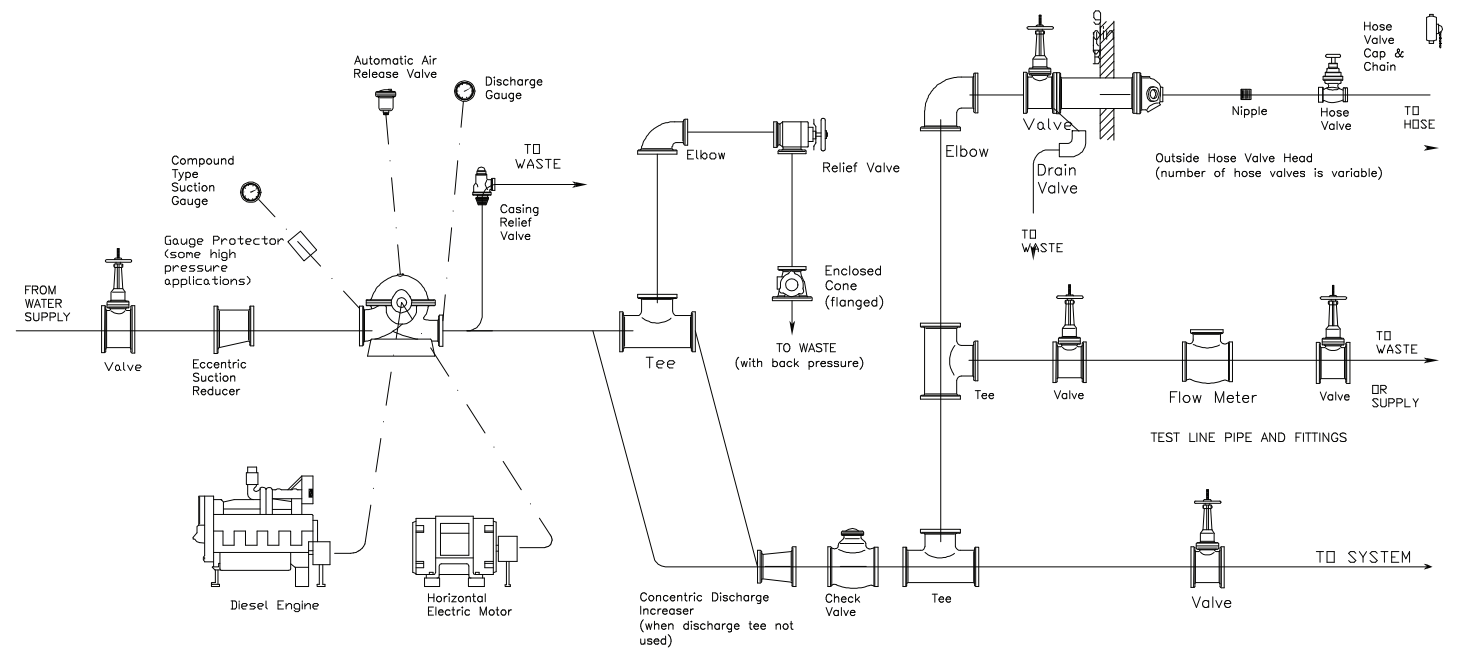 Automatic Air
Release Valve
Discharge
Gauge
Compound
Type
Suction
Gauge
Gauge Protector
(some high
pressure
applications)
FROM
WATER
SUPPLY
Valve
Eccentric
Suction
Reducer
TO
WASTE
Casing
Relief
Valve
Elbow
Relief Valve
Enclosed
Cone
(flanged)
TO WASTE
(with back pressure)
Tee
Hose
Valve
Cap &
Chain
Valve
Nipple
Hose
Valve
TO
HOSE
Elbow
Drain
Valve
Outside Hose Valve Head
(number of hose valves is variable)
TO
WASTE
Tee
Valve
Flow Meter
Valve
TO
WASTE
OR
SUPPLY
TEST LINE PIPE AND FITTINGS
Diesel Engine
Horizontal
Electric Motor
Concentric Discharge
Increaser
(when discharge tee not
used)
Check
Valve
Tee
Valve
TO SYSTEM